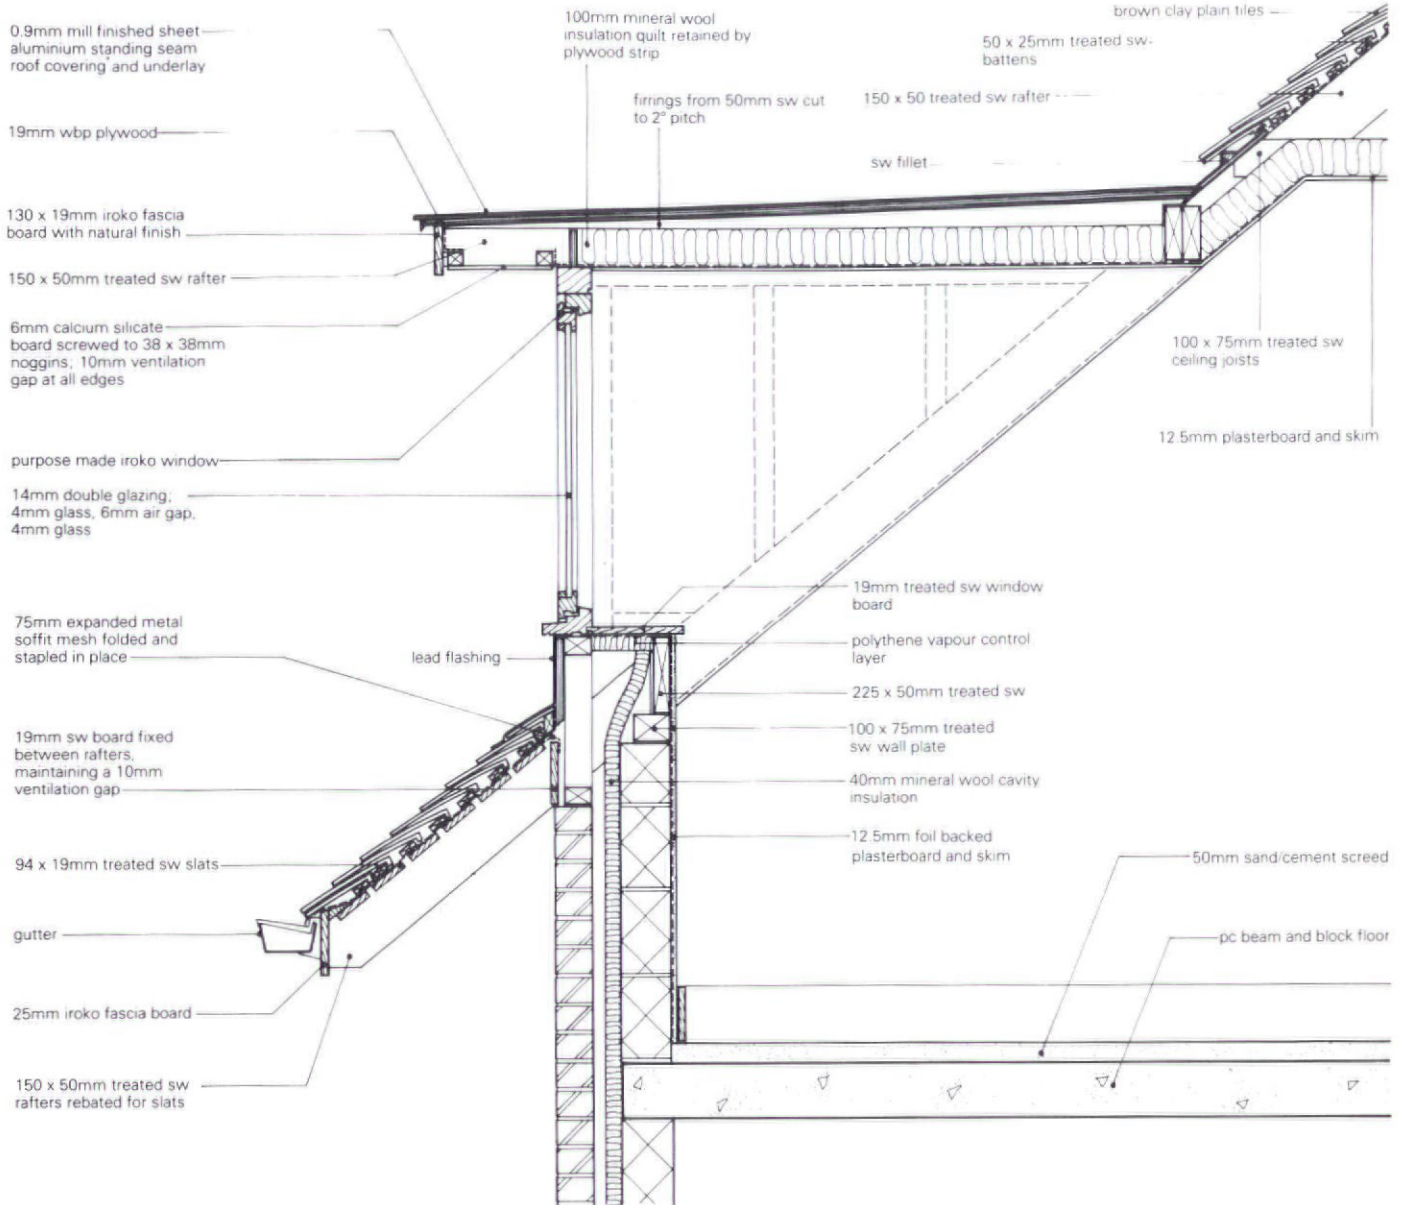 0.9mm mill finished sheet
aluminium standing seam
roof covering and underlay
19mm wbp plywood
130 x 19mm iroko fascia
board with natural finish
150 x 50mm treated sw rafter
6mm calcium silicate
board screwed to 38 x 38mm
noggins; 10mm ventilation
gap at all edges
purpose made iroko window
14mm double glazing;
4mm glass, 6mm air gap,
4mm glass
75mm expanded metal
soffit mesh folded and
stapled in place
19mm sw board fixed
between rafters,
maintaining a 10mm
ventilation gap
94 x 19mm treated sw slats
gutter
25mm iroko fascia board
150 x 50mm treated sw
rafters rebated for slats
100mm mineral wool
insulation quilt retained by
plywood strip
firrings from 50mm sw cut
to 2° pitch
lead flashing
brown clay plain tiles
50 x 25mm treated sw
battens
150 x 50 treated sw rafter
sw fillet
100 x 75mm treated sw
ceiling joists
12.5mm plasterboard and skim
19mm treated sw window
board
polythene vapour control
layer
225 x 50mm treated sw
100 x 75mm treated
sw wall plate
40mm mineral wool cavity
insulation
12.5mm foil backed
plasterboard and skim
50mm sand/cement screed
pc beam and block floor